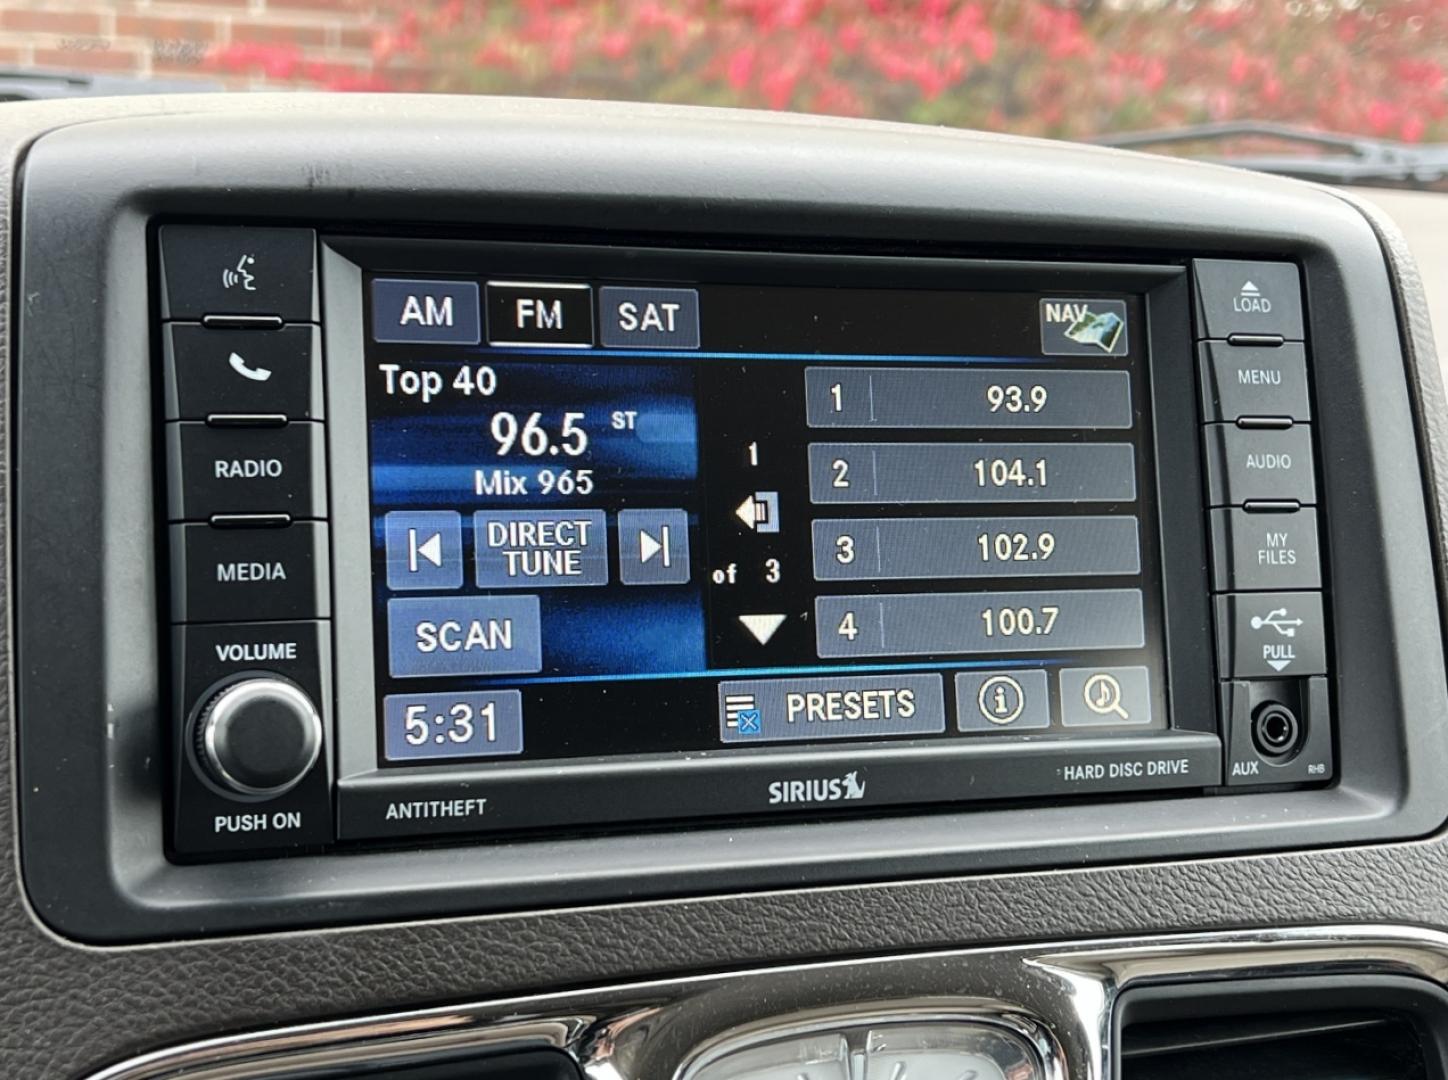 AM FM SAT NAV
Top 40
96.5 ST
Mix 965
DIRECT
TUNE
SCAN
5:31
1
of 3
1 93.9
2 104.1
3 102.9
4 100.7
PRESETS
i
RADIO
MEDIA
VOLUME
PUSH ON
LOAD
MENU
AUDIO
MY
FILES
PULL
AUX
RHB
ANTITHEFT
SIRIUS
HARD DISC DRIVE